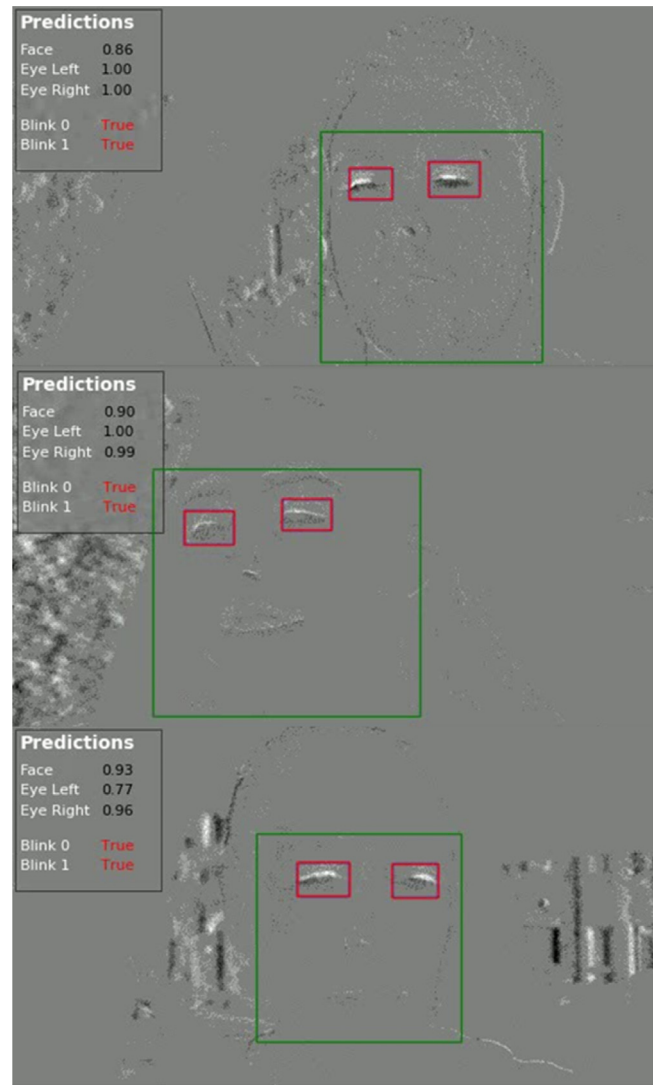 Predictions
Face 0.86
Eye Left 1.00
Eye Right 1.00
Blink 0 True
Blink 1 True
Predictions
Face 0.90
Eye Left 1.00
Eye Right 0.99
Blink 0 True
Blink 1 True
Predictions
Face 0.93
Eye Left 0.77
Eye Right 0.96
Blink 0 True
Blink 1 True